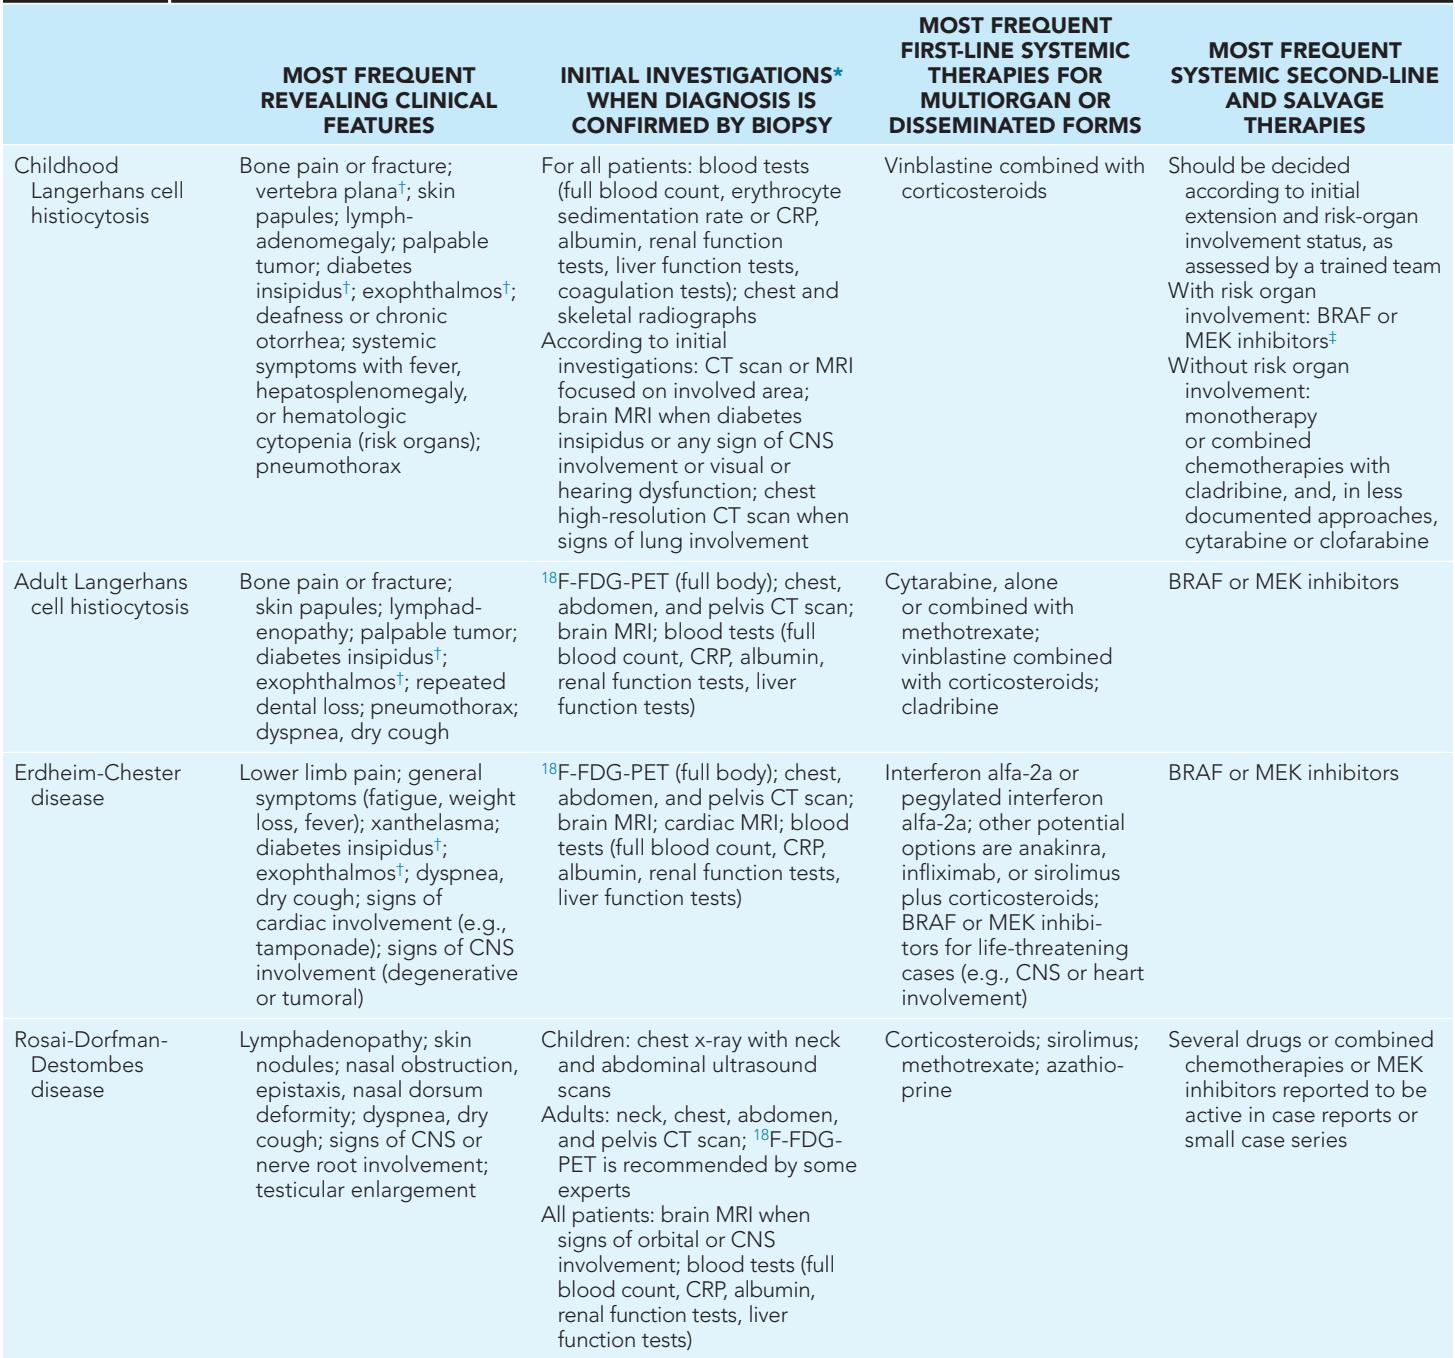 MOST FREQUENT
REVEALING CLINICAL
FEATURES
INITIAL INVESTIGATIONS*
WHEN DIAGNOSIS IS
CONFIRMED BY BIOPSY
MOST FREQUENT
FIRST-LINE SYSTEMIC
THERAPIES FOR
MULTIORGAN OR
DISSEMINATED FORMS
MOST FREQUENT
SYSTEMIC SECOND-LINE
AND SALVAGE
THERAPIES
Childhood
Langerhans cell
histiocytosis
Bone pain or fracture;
vertebra plana†; skin
papules; lymph-
adenomegaly; palpable
tumor; diabetes
insipidus†; exophthalmos†;
deafness or chronic
otorrhea; systemic
symptoms with fever,
hepatosplenomegaly,
or hematologic
cytopenia (risk organs);
pneumothorax
For all patients: blood tests
(full blood count, erythrocyte
sedimentation rate or CRP,
albumin, renal function
tests, liver function tests,
coagulation tests); chest and
skeletal radiographs
According to initial
investigations: CT scan or MRI
focused on involved area;
brain MRI when diabetes
insipidus or any sign of CNS
involvement or visual or
hearing dysfunction; chest
high-resolution CT scan when
signs of lung involvement
Vinblastine combined with
corticosteroids
Should be decided
according to initial
extension and risk-organ
involvement status, as
assessed by a trained team
With risk organ
involvement: BRAF or
MEK inhibitors‡
Without risk organ
involvement:
monotherapy
or combined
chemotherapies with
cladribine, and, in less
documented approaches,
cytarabine or clofarabine
Adult Langerhans
cell histiocytosis
Bone pain or fracture;
skin papules; lymphad-
enopathy; palpable tumor;
diabetes insipidus†;
exophthalmos†; repeated
dental loss; pneumothorax;
dyspnea, dry cough
18F-FDG-PET (full body); chest,
abdomen, and pelvis CT scan;
brain MRI; blood tests (full
blood count, CRP, albumin,
renal function tests, liver
function tests)
Cytarabine, alone
or combined with
methotrexate;
vinblastine combined
with corticosteroids;
cladribine
BRAF or MEK inhibitors
Erdheim-Chester
disease
Lower limb pain; general
symptoms (fatigue, weight
loss, fever); xanthelasma;
diabetes insipidus†;
exophthalmos†; dyspnea,
dry cough; signs of
cardiac involvement (e.g.,
tamponade); signs of CNS
involvement (degenerative
or tumoral)
18F-FDG-PET (full body); chest,
abdomen, and pelvis CT scan;
brain MRI; cardiac MRI; blood
tests (full blood count, CRP,
albumin, renal function tests,
liver function tests)
Interferon alfa-2a or
pegylated interferon
alfa-2a; other potential
options are anakinra,
infliximab, or sirolimus
plus corticosteroids;
BRAF or MEK inhibi-
tors for life-threatening
cases (e.g., CNS or heart
involvement)
BRAF or MEK inhibitors
Rosai-Dorfman-
Destombes
disease
Lymphadenopathy; skin
nodules; nasal obstruction,
epistaxis, nasal dorsum
deformity; dyspnea, dry
cough; signs of CNS or
nerve root involvement;
testicular enlargement
Children: chest x-ray with neck
and abdominal ultrasound
scans
Adults: neck, chest, abdomen,
and pelvis CT scan; 18F-FDG-
PET is recommended by some
experts
All patients: brain MRI when
signs of orbital or CNS
involvement; blood tests (full
blood count, CRP, albumin,
renal function tests, liver
function tests)
Corticosteroids; sirolimus;
methotrexate; azathio-
prine
Several drugs or combined
chemotherapies or MEK
inhibitors reported to be
active in case reports or
small case series